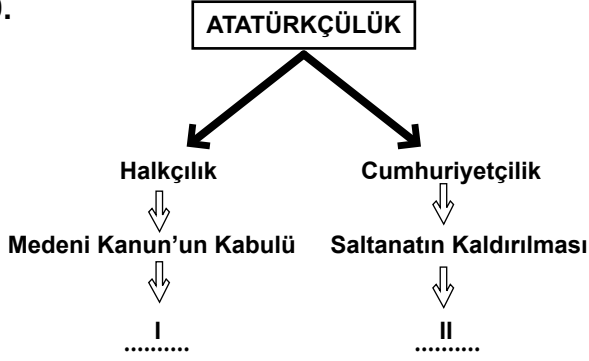 ATATÜRKÇÜLÜK
Halkçılık Cumhuriyetçilik
Medeni Kanun'un Kabulü Saltanatın Kaldırılması
I II
.......... ..........